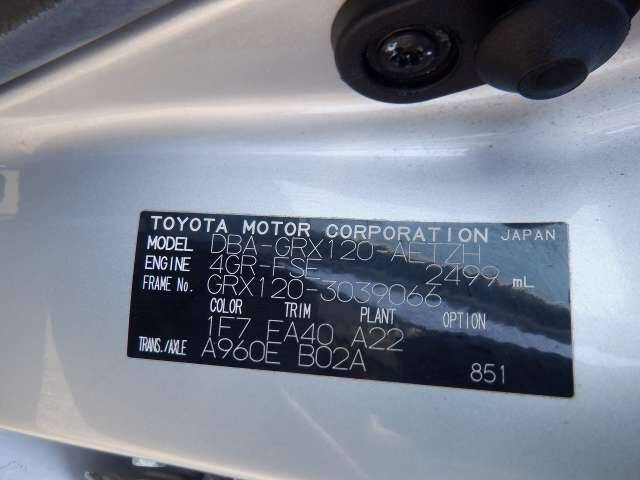 TOYOTA MOTOR CORPORATION JAPAN
MODEL DBA-GRX120-AETZH
ENGINE 4GR-FSE 2499 mL
FRAME No. GRX120-3039066
COLOR TRIM PLANT OPTION
1F7 FA40 A22
TRANS./AXLE A960E B02A
851